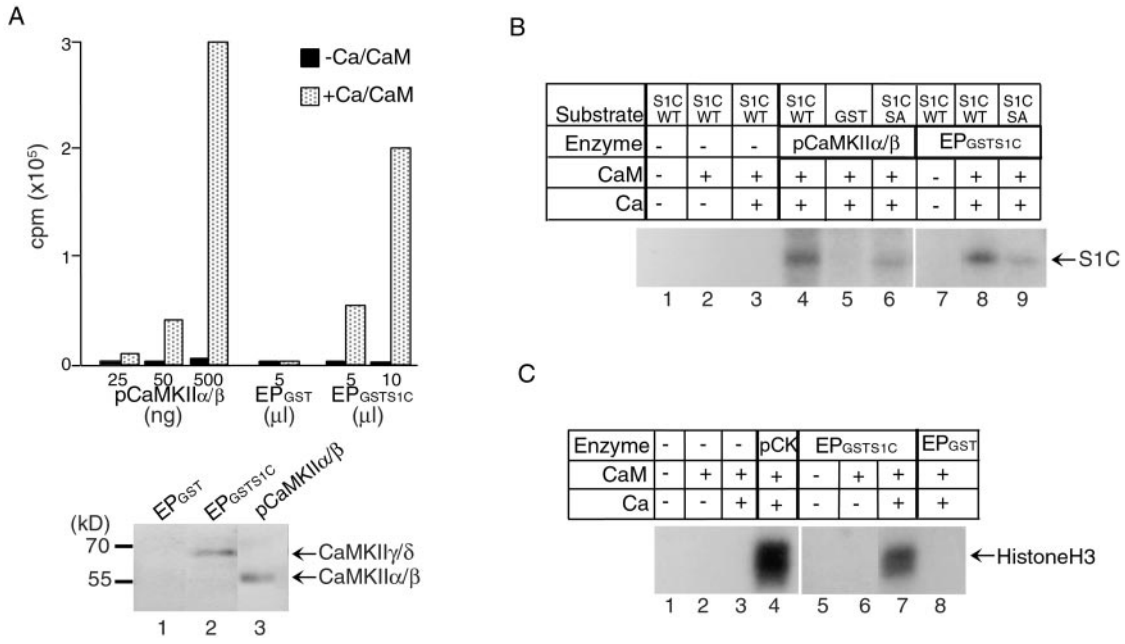 A
cpm (x10⁵)
3
2
1
0
-Ca/CaM
+Ca/CaM
25 50 500 5 5 10
pCaMKIIα/β EPGST EPGSTS1C
(ng) (µl) (µl)
EPGST EPGSTS1C pCaMKIIα/β
(kD)
70
55
CaMKIIγ/δ
CaMKIIα/β
1 2 3
B
Substrate S1C WT S1C WT S1C WT S1C WT GST S1C SA S1C WT S1C WT S1C SA
Enzyme - - - pCaMKIIα/β EPGSTS1C
CaM - + + + + + - + +
Ca - - + + + + - + +
S1C
1 2 3 4 5 6 7 8 9
C
Enzyme - - - pCK EPGSTS1C EPGST
CaM - + + + - + + +
Ca - - + + - - + +
HistoneH3
1 2 3 4 5 6 7 8